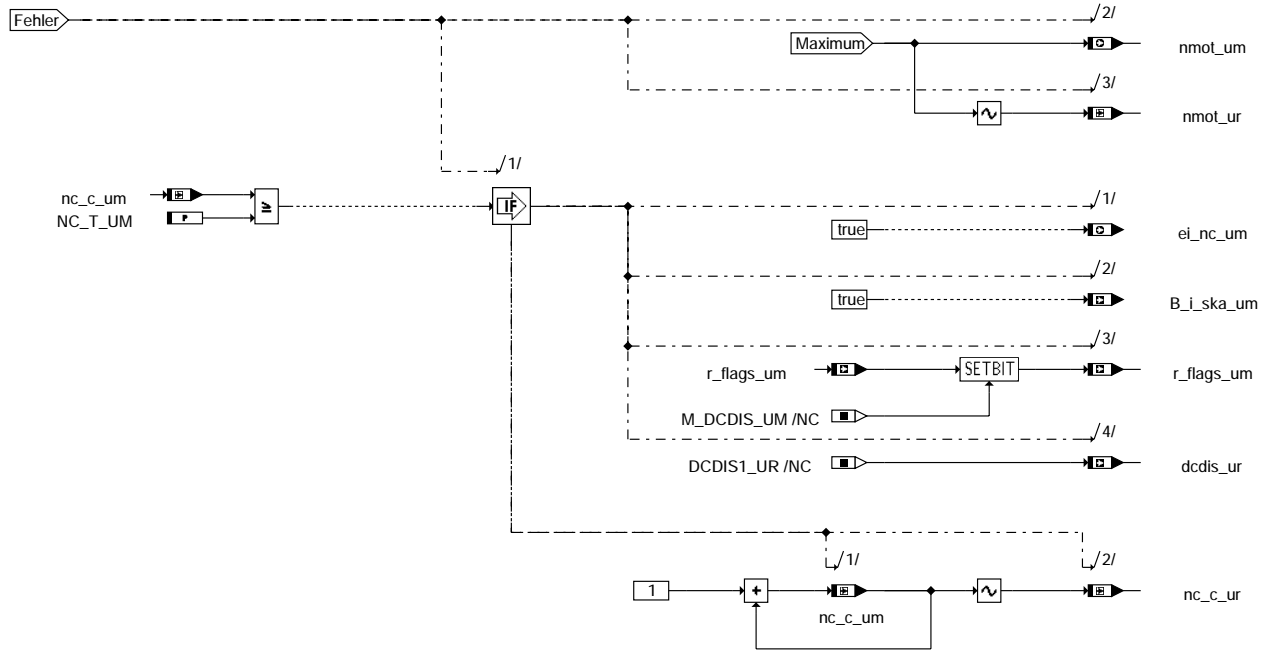 Fehler
/2/
Maximum
nmot_um
/3/
nmot_ur
/1/
nc_c_um
NC_T_UM
P
≥
IF
/1/
true
ei_nc_um
/2/
true
B_i_ska_um
/3/
r_flags_um
SETBIT
r_flags_um
M_DCDIS_UM /NC
/4/
DCDIS1_UR /NC
dcdis_ur
/1/
/2/
1
+
nc_c_um
nc_c_ur